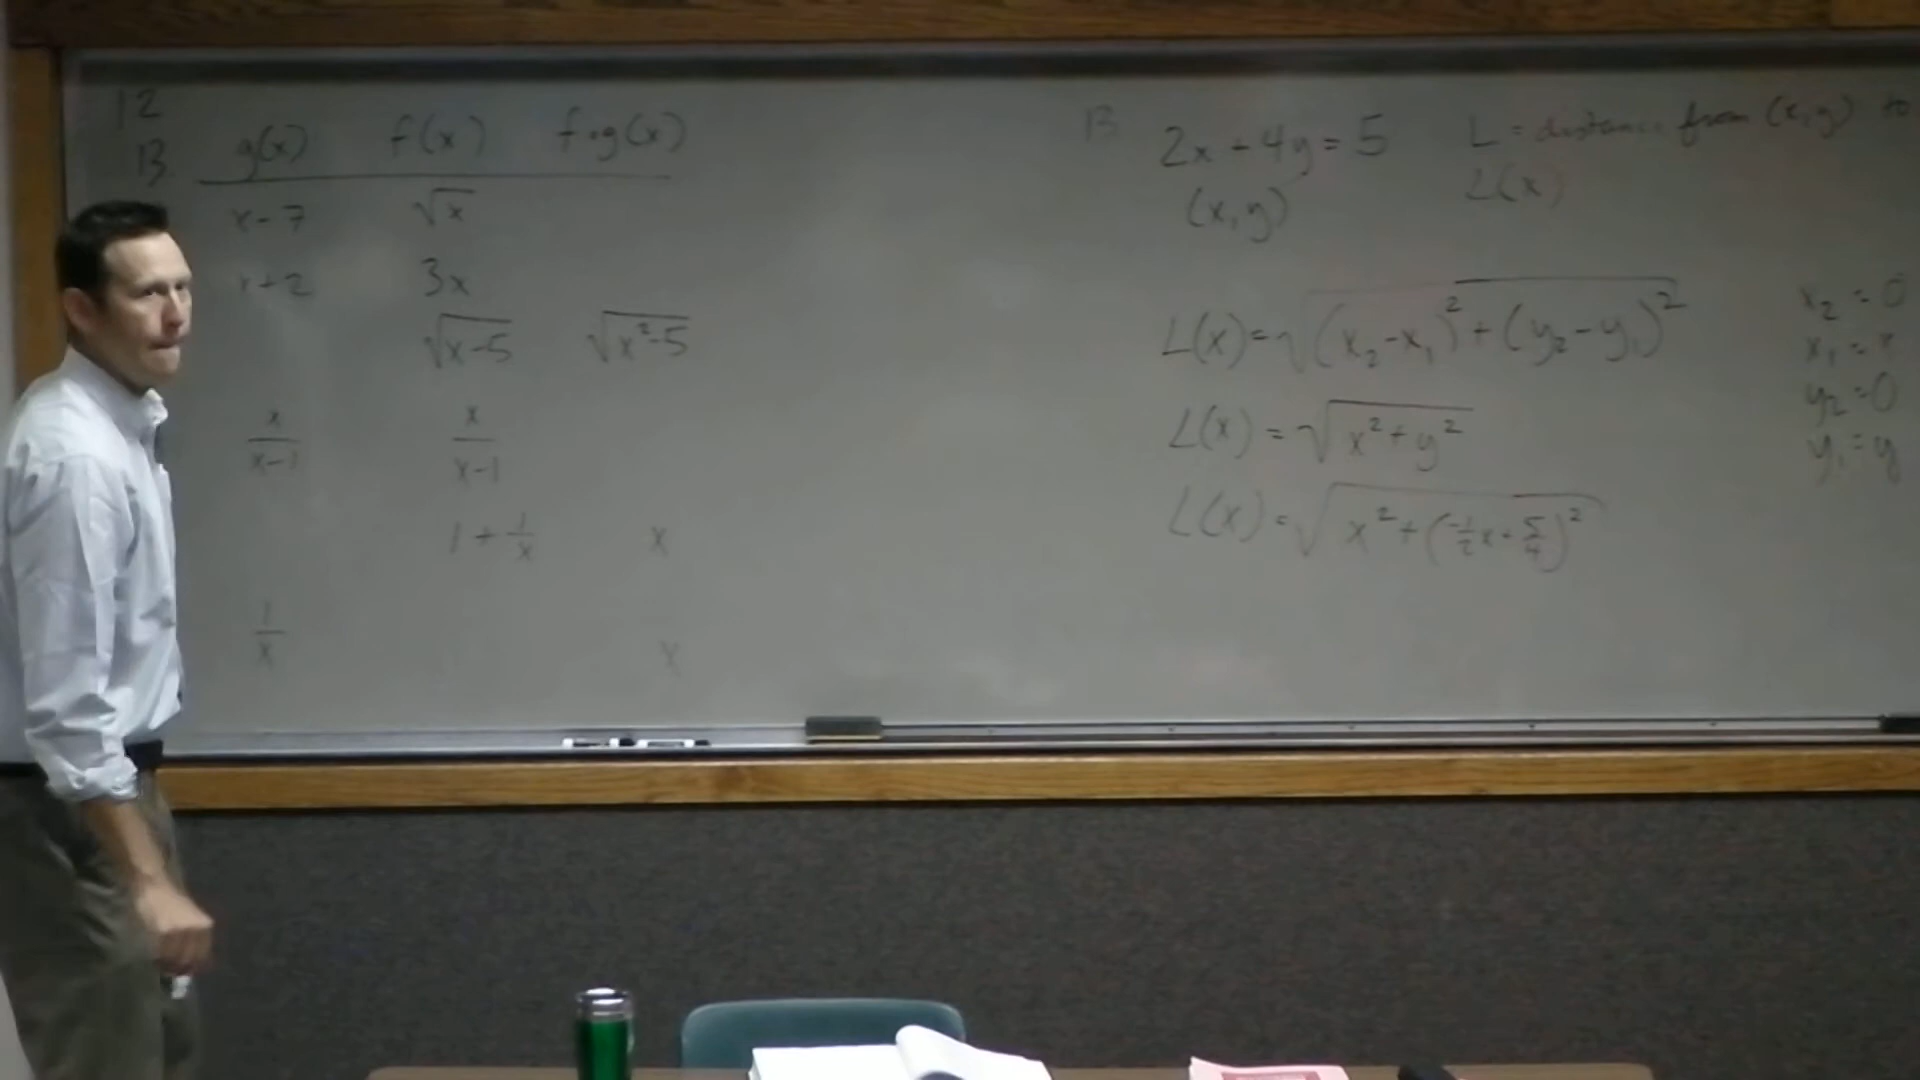 12
13 g(x) f(x) f∘g(x)
x-7 √x
x+2 3x
√(x-5) √(x²-5)
x/(x-1) x/(x-1)
1+1/x x
1/x x
13 2x+4y=5 L = distance from (x,y) to
(x,y) L(x)
L(x)=√((x₂-x₁)²+(y₂-y₁)²)
L(x)=√(x²+y²)
L(x)=√(x²+(-1/2x+5/4)²)
x₂=0
x₁=x
y₂=0
y₁=y